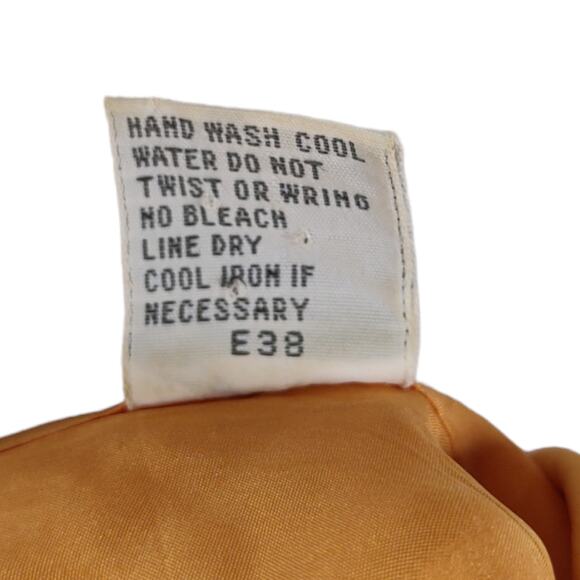 HAND WASH COOL
WATER DO NOT
TWIST OR WRING
NO BLEACH
LINE DRY
COOL IRON IF
NECESSARY
E38